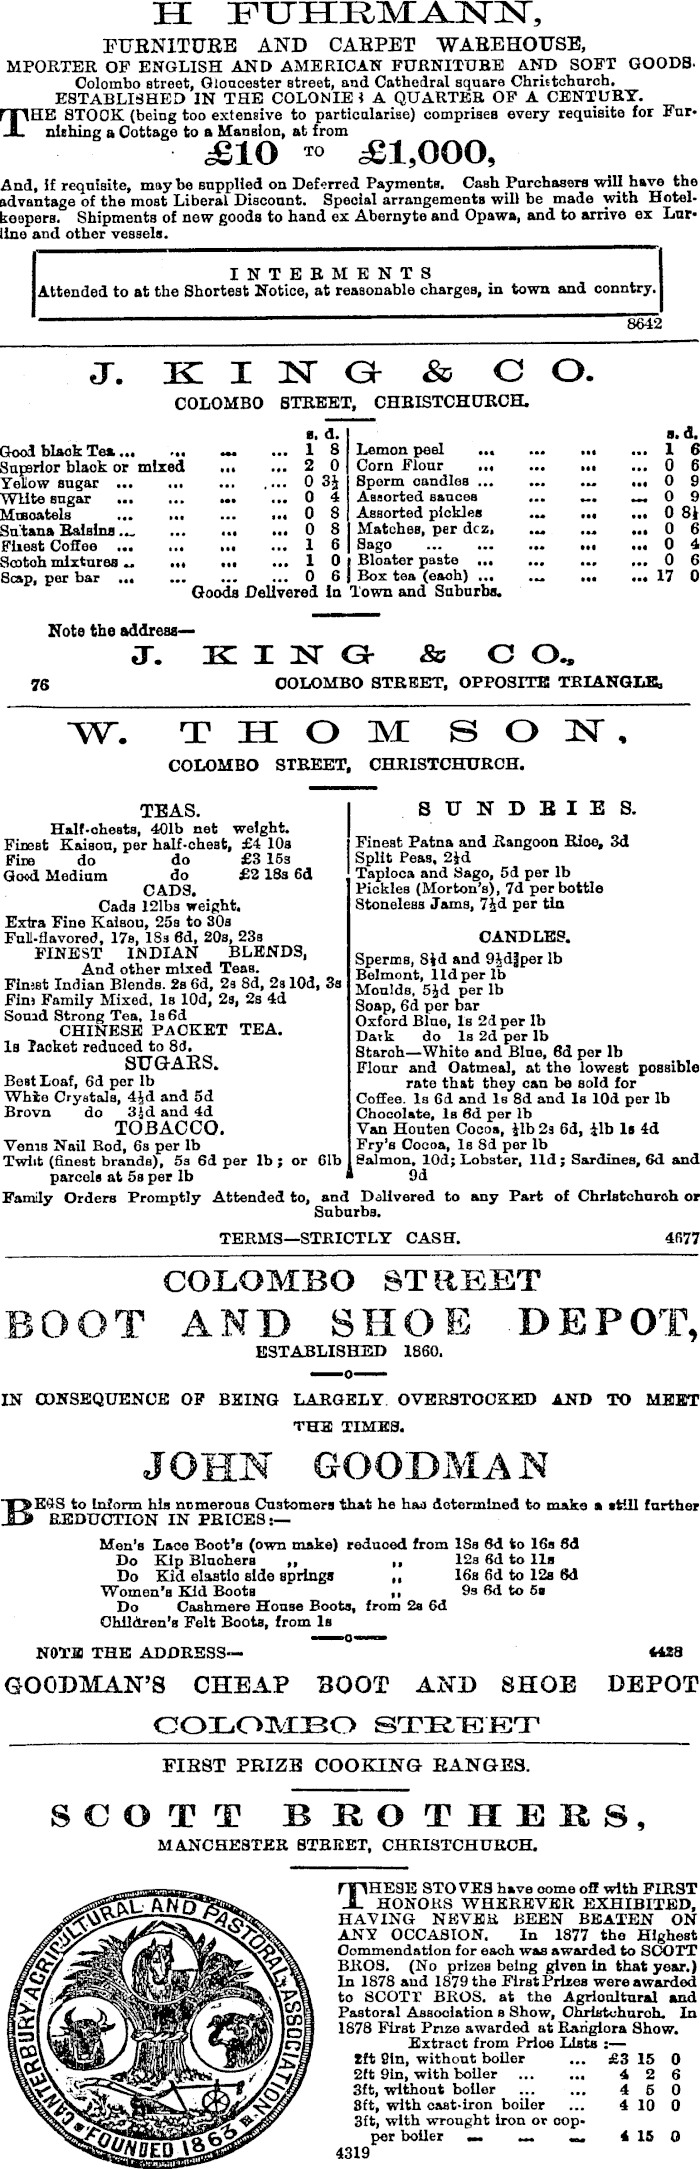 H FUHRMANN,
FURNITURE AND CARPET WAREHOUSE,
MPORTER OF ENGLISH AND AMERICAN FURNITURE AND SOFT GOODS.
Colombo street, Gloucester street, and Cathedral square Christchurch.
ESTABLISHED IN THE COLONIES A QUARTER OF A CENTURY.
THE STOCK (being too extensive to particularise) comprises every requisite for Fur-
nishing a Cottage to a Mansion, at from
£10 TO £1,000,
And, if requisite, may be supplied on Deferred Payments. Cash Purchasers will have the
advantage of the most Liberal Discount. Special arrangements will be made with Hotel-
keepers. Shipments of new goods to hand ex Abernyte and Opawa, and to arrive ex Lur-
line and other vessels.
INTERMENTS
Attended to at the Shortest Notice, at reasonable charges, in town and conntry.
8642
J. KING & CO.
COLOMBO STREET, CHRISTCHURCH.
s. d.
Good black Tea ... ... ... ... 1 8
Superior black or mixed ... ... 2 0
Yellow sugar ... ... ... ... 0 3½
White sugar ... ... ... ... 0 4
Muscatels ... ... ... ... 0 8
Sultana Raisins ... ... ... ... 0 8
Finest Coffee ... ... ... ... 1 6
Scotch mixtures .. ... ... ... 1 0
Soap, per bar ... ... ... ... 0 6
s. d.
Lemon peel ... ... ... ... 1 6
Corn Flour ... ... ... ... 0 6
Sperm candles ... ... ... ... 0 9
Assorted sauces ... ... ... 0 9
Assorted pickles ... ... ... 0 8½
Matches, per doz. ... ... ... 0 6
Sago ... ... ... ... ... 0 4
Bloater paste ... ... ... ... 0 6
Box tea (each) ... ... ... ... 17 0
Goods Delivered in Town and Suburbs.
Note the address—
J. KING & CO.,
76 COLOMBO STREET, OPPOSITE TRIANGLE.
W. THOMSON,
COLOMBO STREET, CHRISTCHURCH.
TEAS.
Half-chests, 40lb net weight.
Finest Kaisou, per half-chest, £4 10s
Fine do do £3 15s
Good Medium do £2 18s 6d
CADS.
Cads 12lbs weight.
Extra Fine Kaisou, 25s to 30s
Full-flavored, 17s, 18s 6d, 20s, 23s
FINEST INDIAN BLENDS,
And other mixed Teas.
Finest Indian Blends. 2s 6d, 2s 8d, 2s 10d, 3s
Fine Family Mixed, 1s 10d, 2s, 2s 4d
Sound Strong Tea, 1s 6d
CHINESE PACKET TEA.
1s Packet reduced to 8d.
SUGARS.
Best Loaf, 6d per lb
White Crystals, 4½d and 5d
Brown do 3½d and 4d
TOBACCO.
Venus Nail Rod, 6s per lb
Twist (finest brands), 5s 6d per lb; or 6lb
parcels at 5s per lb
SUNDRIES.
Finest Patna and Rangoon Rice, 3d
Split Peas, 2½d
Tapioca and Sago, 5d per lb
Pickles (Morton's), 7d per bottle
Stoneless Jams, 7½d per tin
CANDLES.
Sperms, 8½d and 9½d per lb
Belmont, 11d per lb
Moulds, 5½d per lb
Soap, 6d per bar
Oxford Blue, 1s 2d per lb
Dark do 1s 2d per lb
Starch—White and Blue, 6d per lb
Flour and Oatmeal, at the lowest possible
rate that they can be sold for
Coffee. 1s 6d and 1s 8d and 1s 10d per lb
Chocolate, 1s 6d per lb
Van Houten Cocoa, ½lb 2s 6d, ¼lb 1s 4d
Fry's Cocoa, 1s 8d per lb
Salmon, 10d; Lobster, 11d; Sardines, 6d and
9d
Family Orders Promptly Attended to, and Delivered to any Part of Christchurch or
Suburbs.
TERMS—STRICTLY CASH. 4677
COLOMBO STREET
BOOT AND SHOE DEPOT,
ESTABLISHED 1860.
IN CONSEQUENCE OF BEING LARGELY OVERSTOCKED AND TO MEET
THE TIMES.
JOHN GOODMAN
BEGS to inform his numerous Customers that he has determined to make a still further
REDUCTION IN PRICES:—
Men's Lace Boot's (own make) reduced from 18s 6d to 16s 6d
Do Kip Bluchers „ „ 12s 6d to 11s
Do Kid elastic side springs „ 16s 6d to 12s 6d
Women's Kid Boots „ 9s 6d to 5s
Do Cashmere House Boots, from 2s 6d
Children's Felt Boots, from 1s
NOTE THE ADDRESS— 4428
GOODMAN'S CHEAP BOOT AND SHOE DEPOT
COLOMBO STREET
FIRST PRIZE COOKING RANGES.
SCOTT BROTHERS,
MANCHESTER STREET, CHRISTCHURCH.
CANTERBURY AGRICULTURAL AND PASTORAL ASSOCIATION
FOUNDED 1863
THESE STOVES have come off with FIRST
HONORS WHEREVER EXHIBITED,
HAVING NEVER BEEN BEATEN ON
ANY OCCASION. In 1877 the Highest
Commendation for each was awarded to SCOTT
BROS. (No prizes being given in that year.)
In 1878 and 1879 the First Prizes were awarded
to SCOTT BROS. at the Agricultural and
Pastoral Association s Show, Christchurch. In
1878 First Prize awarded at Rangiora Show.
Extract from Price Lists :—
2ft 9in, without boiler ... £3 15 0
2ft 9in, with boiler ... ... 4 2 6
3ft, without boiler ... ... 4 5 0
3ft, with cast-iron boiler ... 4 10 0
3ft, with wrought iron or cop-
per boiler ... ... ... 4 15 0
4319